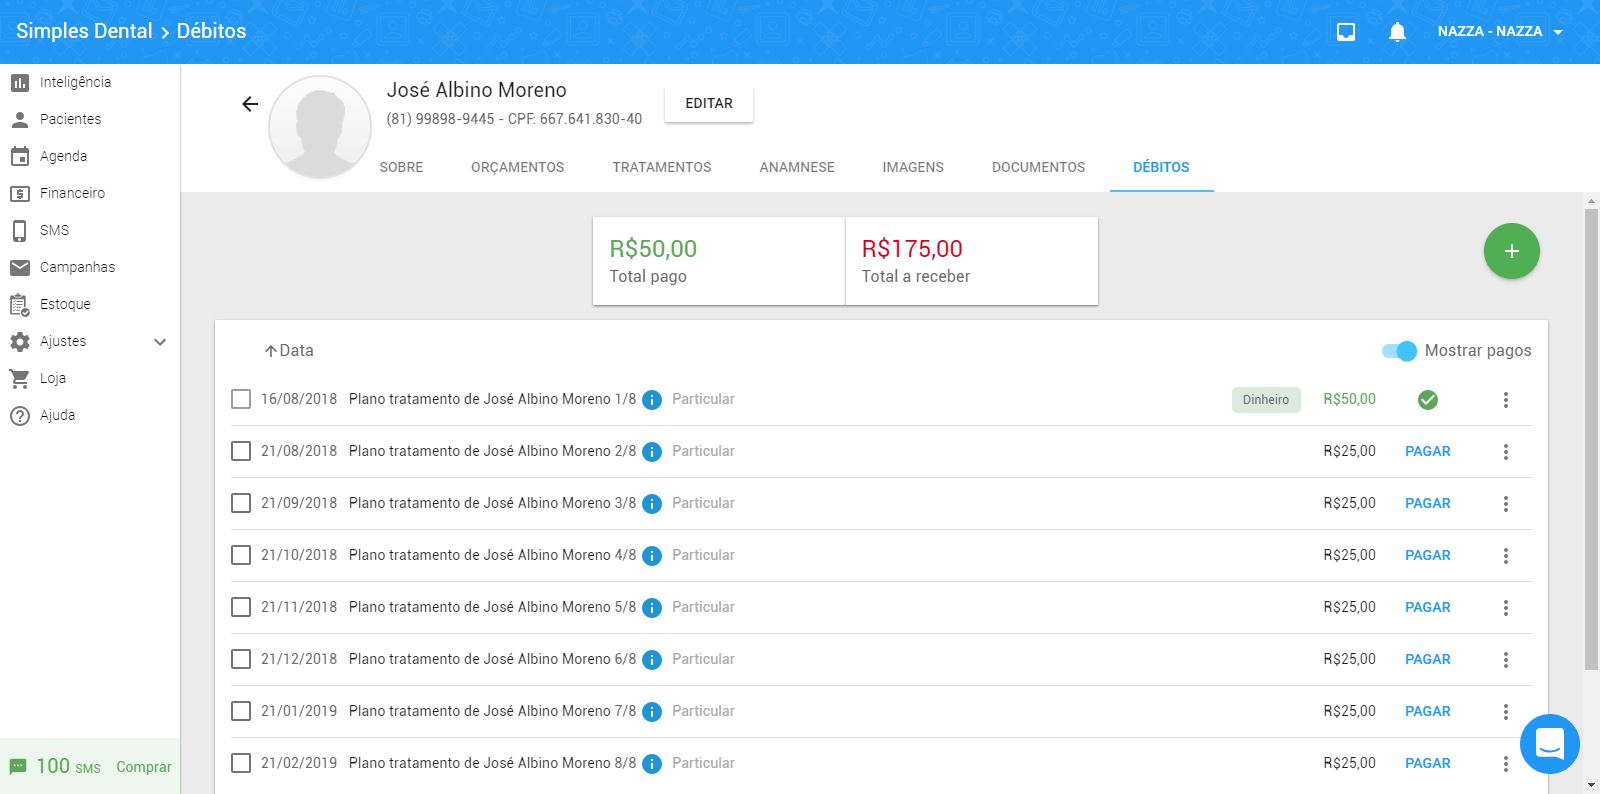 Simples Dental > Débitos
NAZZA - NAZZA
Inteligência
Pacientes
Agenda
Financeiro
SMS
Campanhas
Estoque
Ajustes
Loja
Ajuda
100 SMS Comprar
José Albino Moreno
(81) 99898-9445 - CPF: 667.641.830-40
EDITAR
SOBRE ORÇAMENTOS TRATAMENTOS ANAMNESE IMAGENS DOCUMENTOS DÉBITOS
R$50,00
Total pago
R$175,00
Total a receber
Data
Mostrar pagos
16/08/2018 Plano tratamento de José Albino Moreno 1/8 Particular Dinheiro R$50,00
21/08/2018 Plano tratamento de José Albino Moreno 2/8 Particular R$25,00 PAGAR
21/09/2018 Plano tratamento de José Albino Moreno 3/8 Particular R$25,00 PAGAR
21/10/2018 Plano tratamento de José Albino Moreno 4/8 Particular R$25,00 PAGAR
21/11/2018 Plano tratamento de José Albino Moreno 5/8 Particular R$25,00 PAGAR
21/12/2018 Plano tratamento de José Albino Moreno 6/8 Particular R$25,00 PAGAR
21/01/2019 Plano tratamento de José Albino Moreno 7/8 Particular R$25,00 PAGAR
21/02/2019 Plano tratamento de José Albino Moreno 8/8 Particular R$25,00 PAGAR